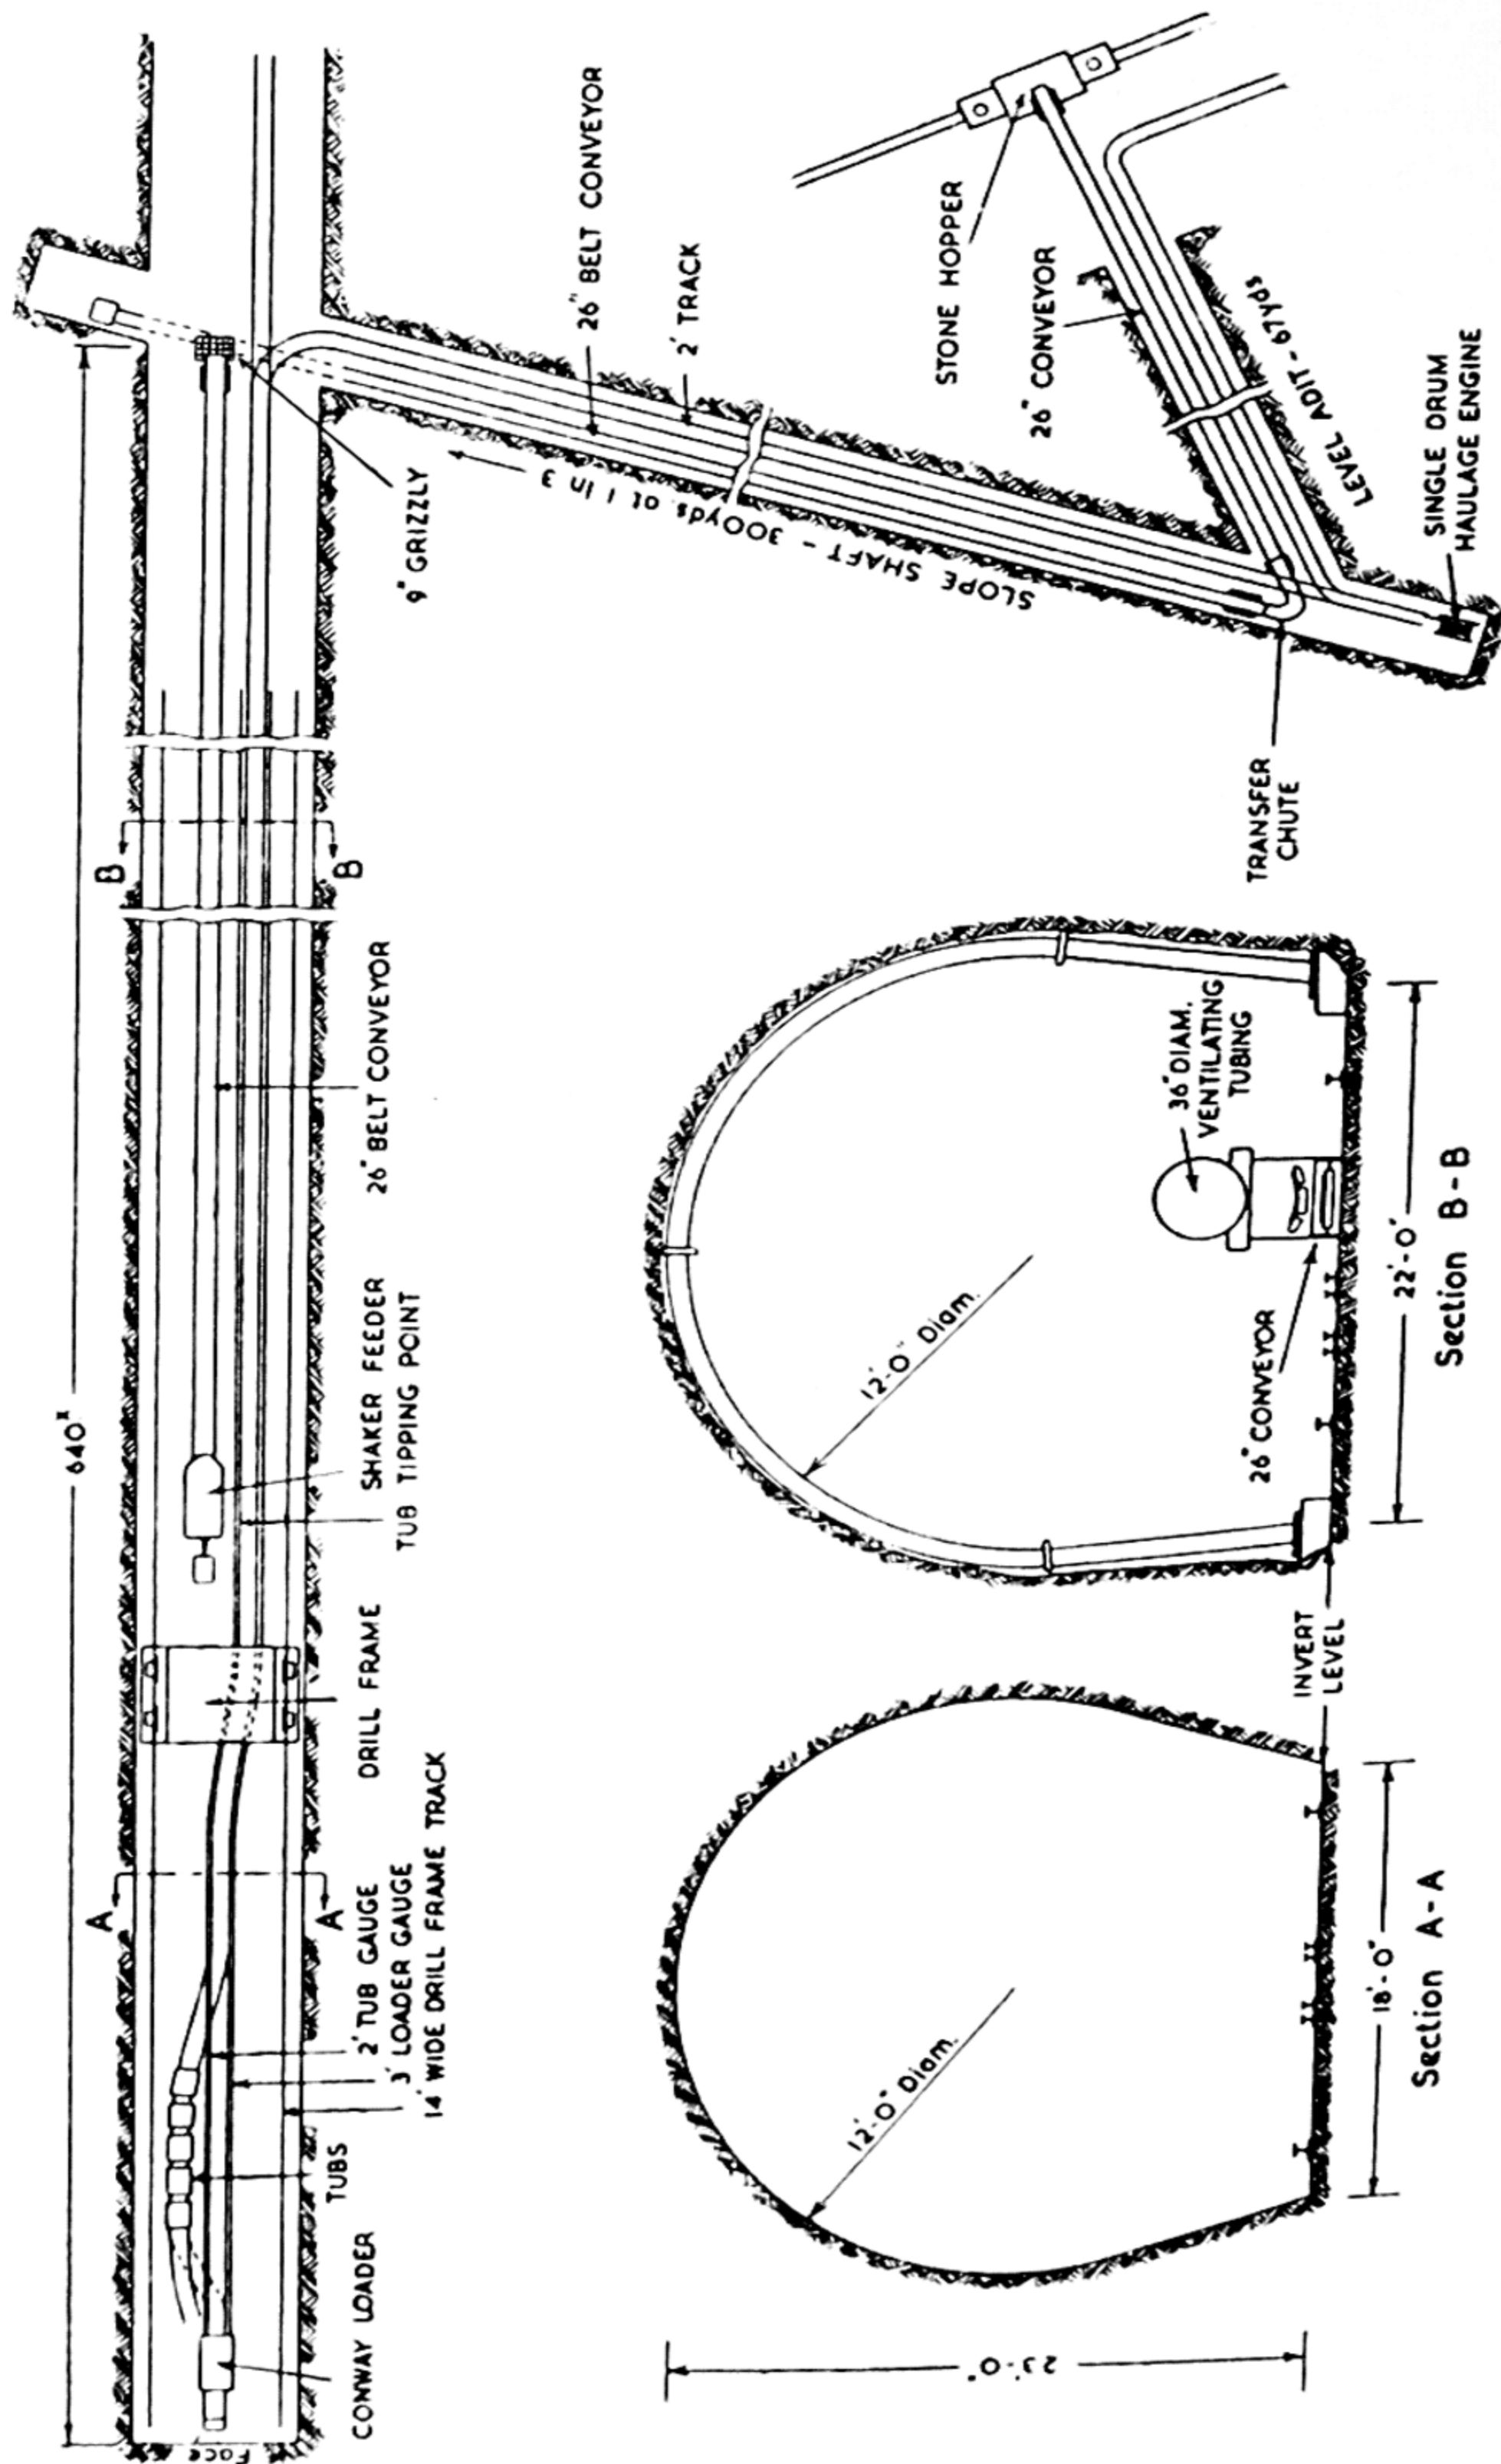 640ˣ
Face
CONWAY LOADER
TUBS
2' TUB GAUGE
3' LOADER GAUGE
14' WIDE DRILL FRAME TRACK
A
A
DRILL FRAME
SHAKER FEEDER
TUB TIPPING POINT
26" BELT CONVEYOR
B
B
9" GRIZZLY
26" BELT CONVEYOR
2' TRACK
SLOPE SHAFT - 300yds at 1 in 3
STONE HOPPER
26" CONVEYOR
LEVEL ADIT - 67yds
SINGLE DRUM
HAULAGE ENGINE
TRANSFER
CHUTE
23'-0"
12'-0" Diam.
18'-0"
Section A-A
INVERT
LEVEL
12'-0" Diam.
36" DIAM.
VENTILATING
TUBING
26" CONVEYOR
22'-0"
Section B-B